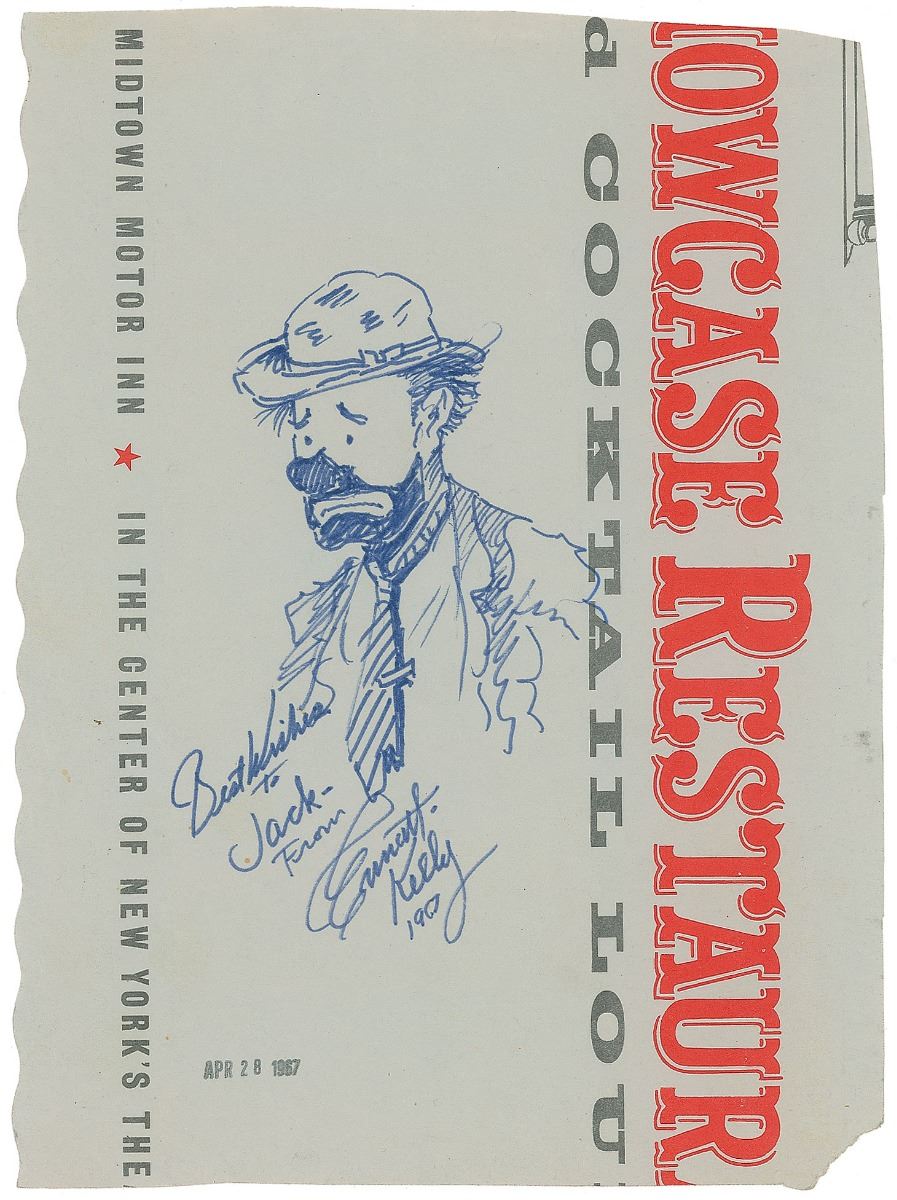 MIDTOWN MOTOR INN ★ IN THE CENTER OF NEW YORK'S THE
d COCKTAIL LOU
OWCASE RESTAUR
Best Wishes
To
Jack-
From
Emmett
Kelly
APR 28 1967